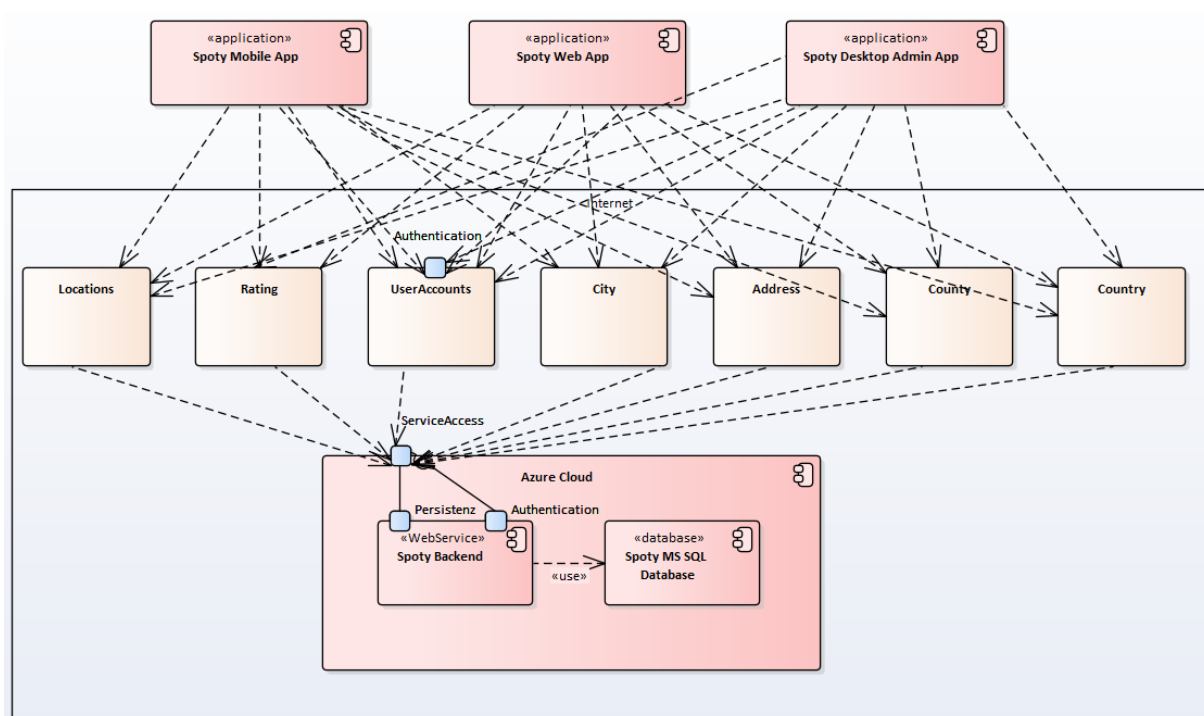 «application»
Spoty Mobile App
«application»
Spoty Web App
«application»
Spoty Desktop Admin App
Internet
Authentication
Locations
Rating
UserAccounts
City
Address
County
Country
ServiceAccess
Azure Cloud
Persistenz
Authentication
«WebService»
Spoty Backend
«use»
«database»
Spoty MS SQL
Database